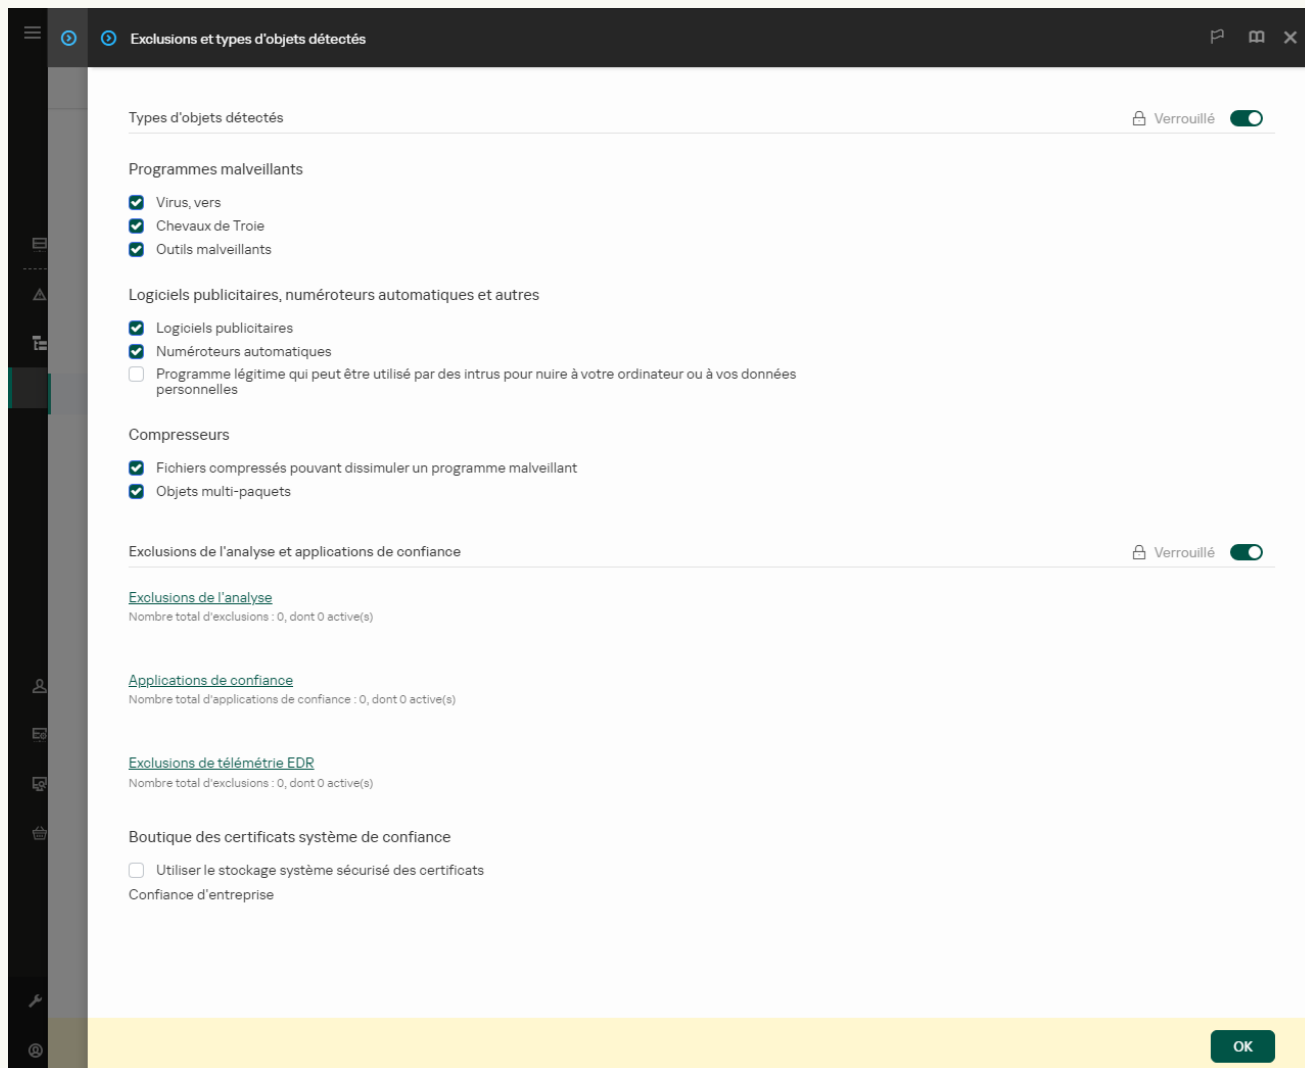 Exclusions et types d'objets détectés
Types d'objets détectés
Verrouillé
Programmes malveillants
Virus, vers
Chevaux de Troie
Outils malveillants
Logiciels publicitaires, numéroteurs automatiques et autres
Logiciels publicitaires
Numéroteurs automatiques
Programme légitime qui peut être utilisé par des intrus pour nuire à votre ordinateur ou à vos données
personnelles
Compresseurs
Fichiers compressés pouvant dissimuler un programme malveillant
Objets multi-paquets
Exclusions de l'analyse et applications de confiance
Verrouillé
Exclusions de l'analyse
Nombre total d'exclusions : 0, dont 0 active(s)
Applications de confiance
Nombre total d'applications de confiance : 0, dont 0 active(s)
Exclusions de télémétrie EDR
Nombre total d'exclusions : 0, dont 0 active(s)
Boutique des certificats système de confiance
Utiliser le stockage système sécurisé des certificats
Confiance d'entreprise
OK